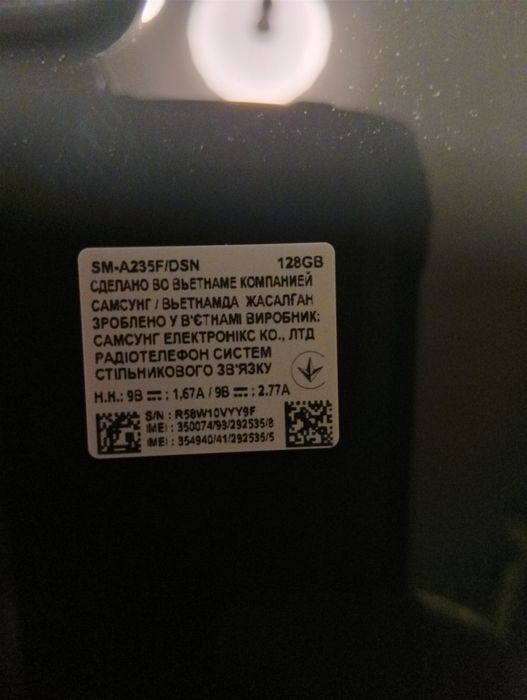 SM-A235F/DSN 128GB
СДЕЛАНО ВО ВЬЕТНАМЕ КОМПАНИЕЙ
САМСУНГ / ВЬЕТНАМДА ЖАСАЛҒАН
ЗРОБЛЕНО У В'ЄТНАМІ ВИРОБНИК:
САМСУНГ ЕЛЕКТРОНІКС КО., ЛТД
РАДІОТЕЛЕФОН СИСТЕМ
СТІЛЬНИКОВОГО ЗВ'ЯЗКУ
Н.Н.: 9В ⎓; 1,67А / 9В ⎓; 2.77А
S/N : R58W10VYY9F
IMEI : 350074/93/292535/8
IMEI : 354940/41/292535/5